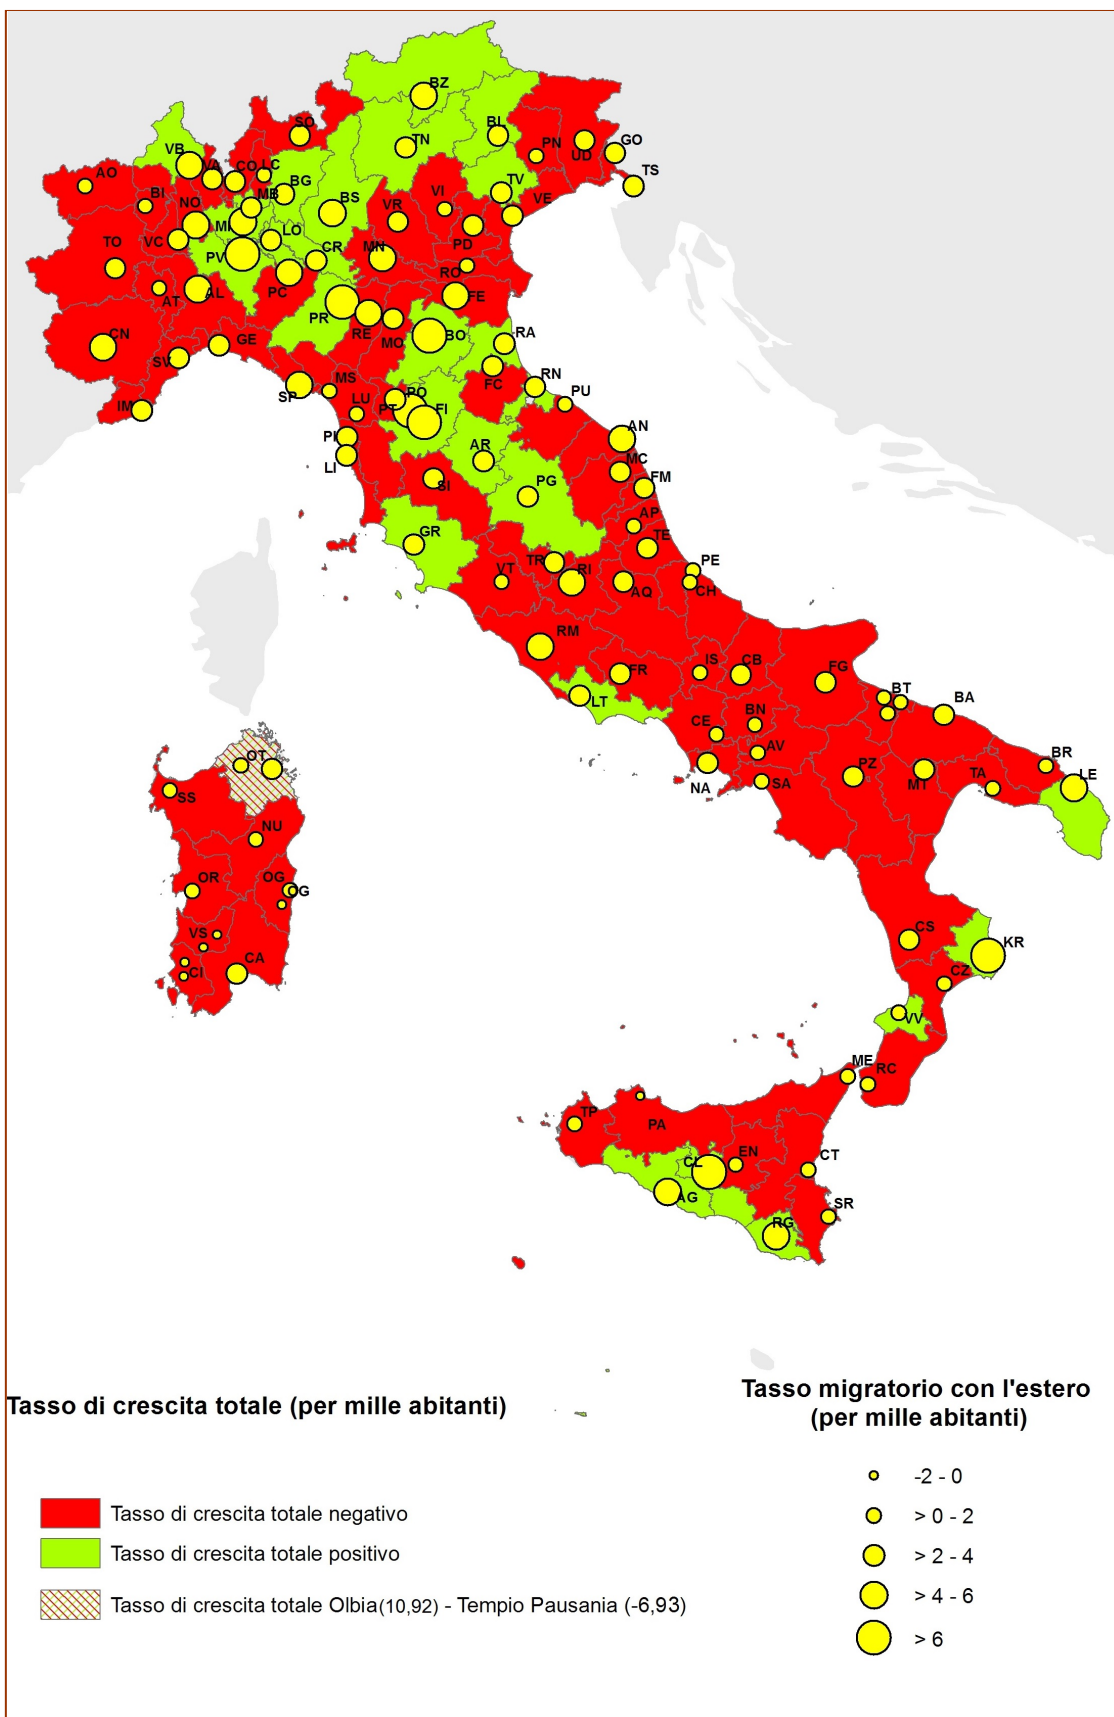 BZ
SO
BL
TN
PN
UD
GO
TS
VB
VA
CO
LC
AO
BI
NO
MB
BG
BS
TV
VI
VE
VR
PD
MI
LO
TO
VC
PV
CR
MN
RO
PC
AT
AL
FE
PR
RE
MO
BO
RA
CN
GE
SV
FC
RN
PU
MS
SP
LU
PO
PT
FI
IM
AN
PI
LI
AR
MC
FM
SI
PG
AP
GR
TE
TR
PE
VT
RI
AQ
CH
RM
IS
CB
FG
FR
LT
BT
BA
CE
BN
AV
NA
SA
PZ
MT
TA
BR
LE
OT
SS
NU
OR
OG
OG
VS
CI
CA
CS
KR
CZ
VV
ME
RC
TP
PA
CL
EN
CT
AG
SR
RG
Tasso di crescita totale (per mille abitanti)
Tasso di crescita totale negativo
Tasso di crescita totale positivo
Tasso di crescita totale Olbia(10,92) - Tempio Pausania (-6,93)
Tasso migratorio con l'estero
(per mille abitanti)
-2 - 0
> 0 - 2
> 2 - 4
> 4 - 6
> 6